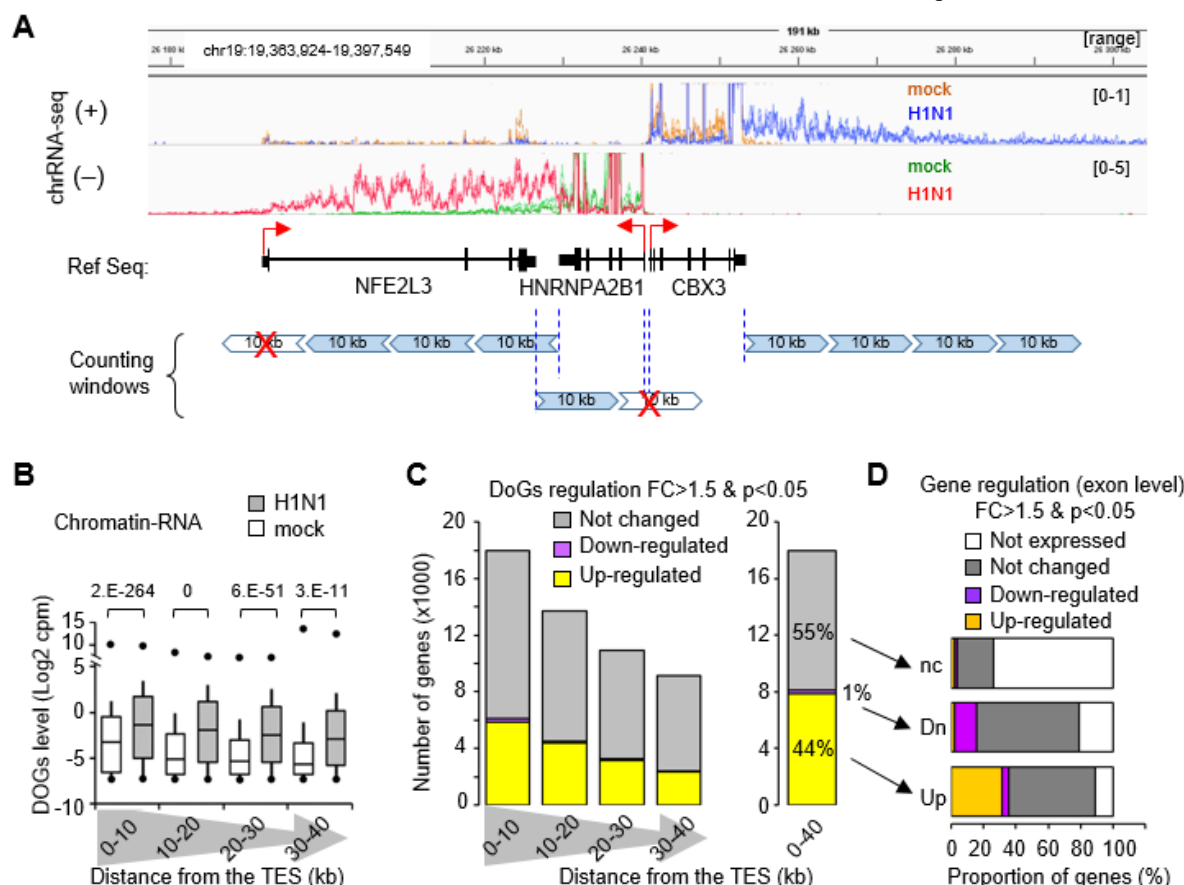 A
191 kb
[range]
26 180 k
chr19:19,363,924-19,397,549
26 220 kb
26 240 kb
26 260 kb
26 280 kb
26 300 kb
chrRNA-seq
(+)
mock
H1N1
[0-1]
(–)
mock
H1N1
[0-5]
Ref Seq:
NFE2L3
HNRNPA2B1
CBX3
Counting
windows
10 kb 10 kb 10 kb 10 kb 10 kb 10 kb 10 kb 10 kb
10 kb 10 kb
B
Chromatin-RNA
H1N1
mock
2.E-264 0 6.E-51 3.E-11
DOGs level (Log2 cpm)
15
10
5
0
-5
-10
0-10 10-20 20-30 30-40
Distance from the TES (kb)
C
DoGs regulation FC>1.5 & p<0.05
Not changed
Down-regulated
Up-regulated
Number of genes (x1000)
20
16
12
8
4
0
0-10 10-20 20-30 30-40
20
16
12
8
4
0
55%
1%
44%
0-40
Distance from the TES (kb)
D
Gene regulation (exon level)
FC>1.5 & p<0.05
Not expressed
Not changed
Down-regulated
Up-regulated
nc
Dn
Up
0 20 40 60 80 100
Proportion of genes (%)